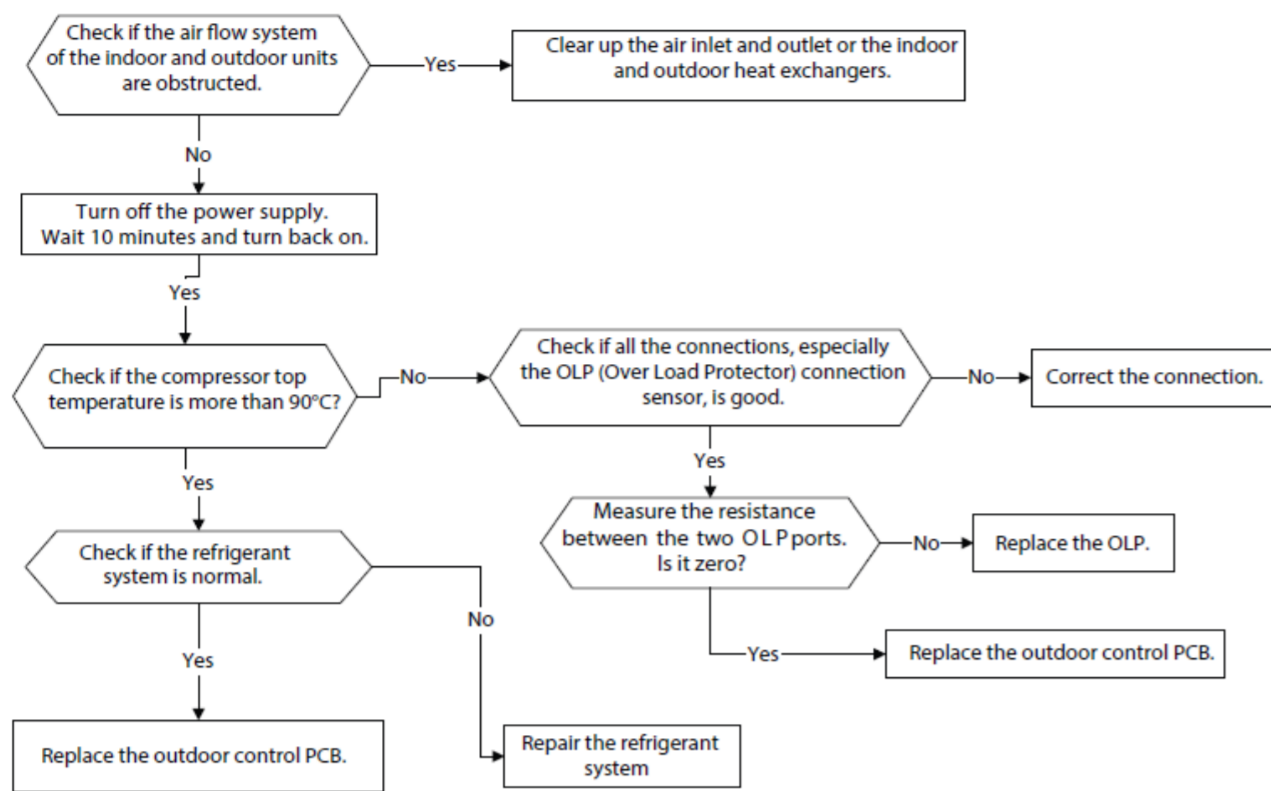 Check if the air flow system
of the indoor and outdoor units
are obstructed.
Yes
Clear up the air inlet and outlet or the indoor
and outdoor heat exchangers.
No
Turn off the power supply.
Wait 10 minutes and turn back on.
Yes
Check if the compressor top
temperature is more than 90°C?
No
Check if all the connections, especially
the OLP (Over Load Protector) connection
sensor, is good.
No
Correct the connection.
Yes
Yes
Measure the resistance
between the two OLP ports.
Is it zero?
No
Replace the OLP.
Check if the refrigerant
system is normal.
No
Yes
Replace the outdoor control PCB.
Yes
Replace the outdoor control PCB.
Repair the refrigerant
system